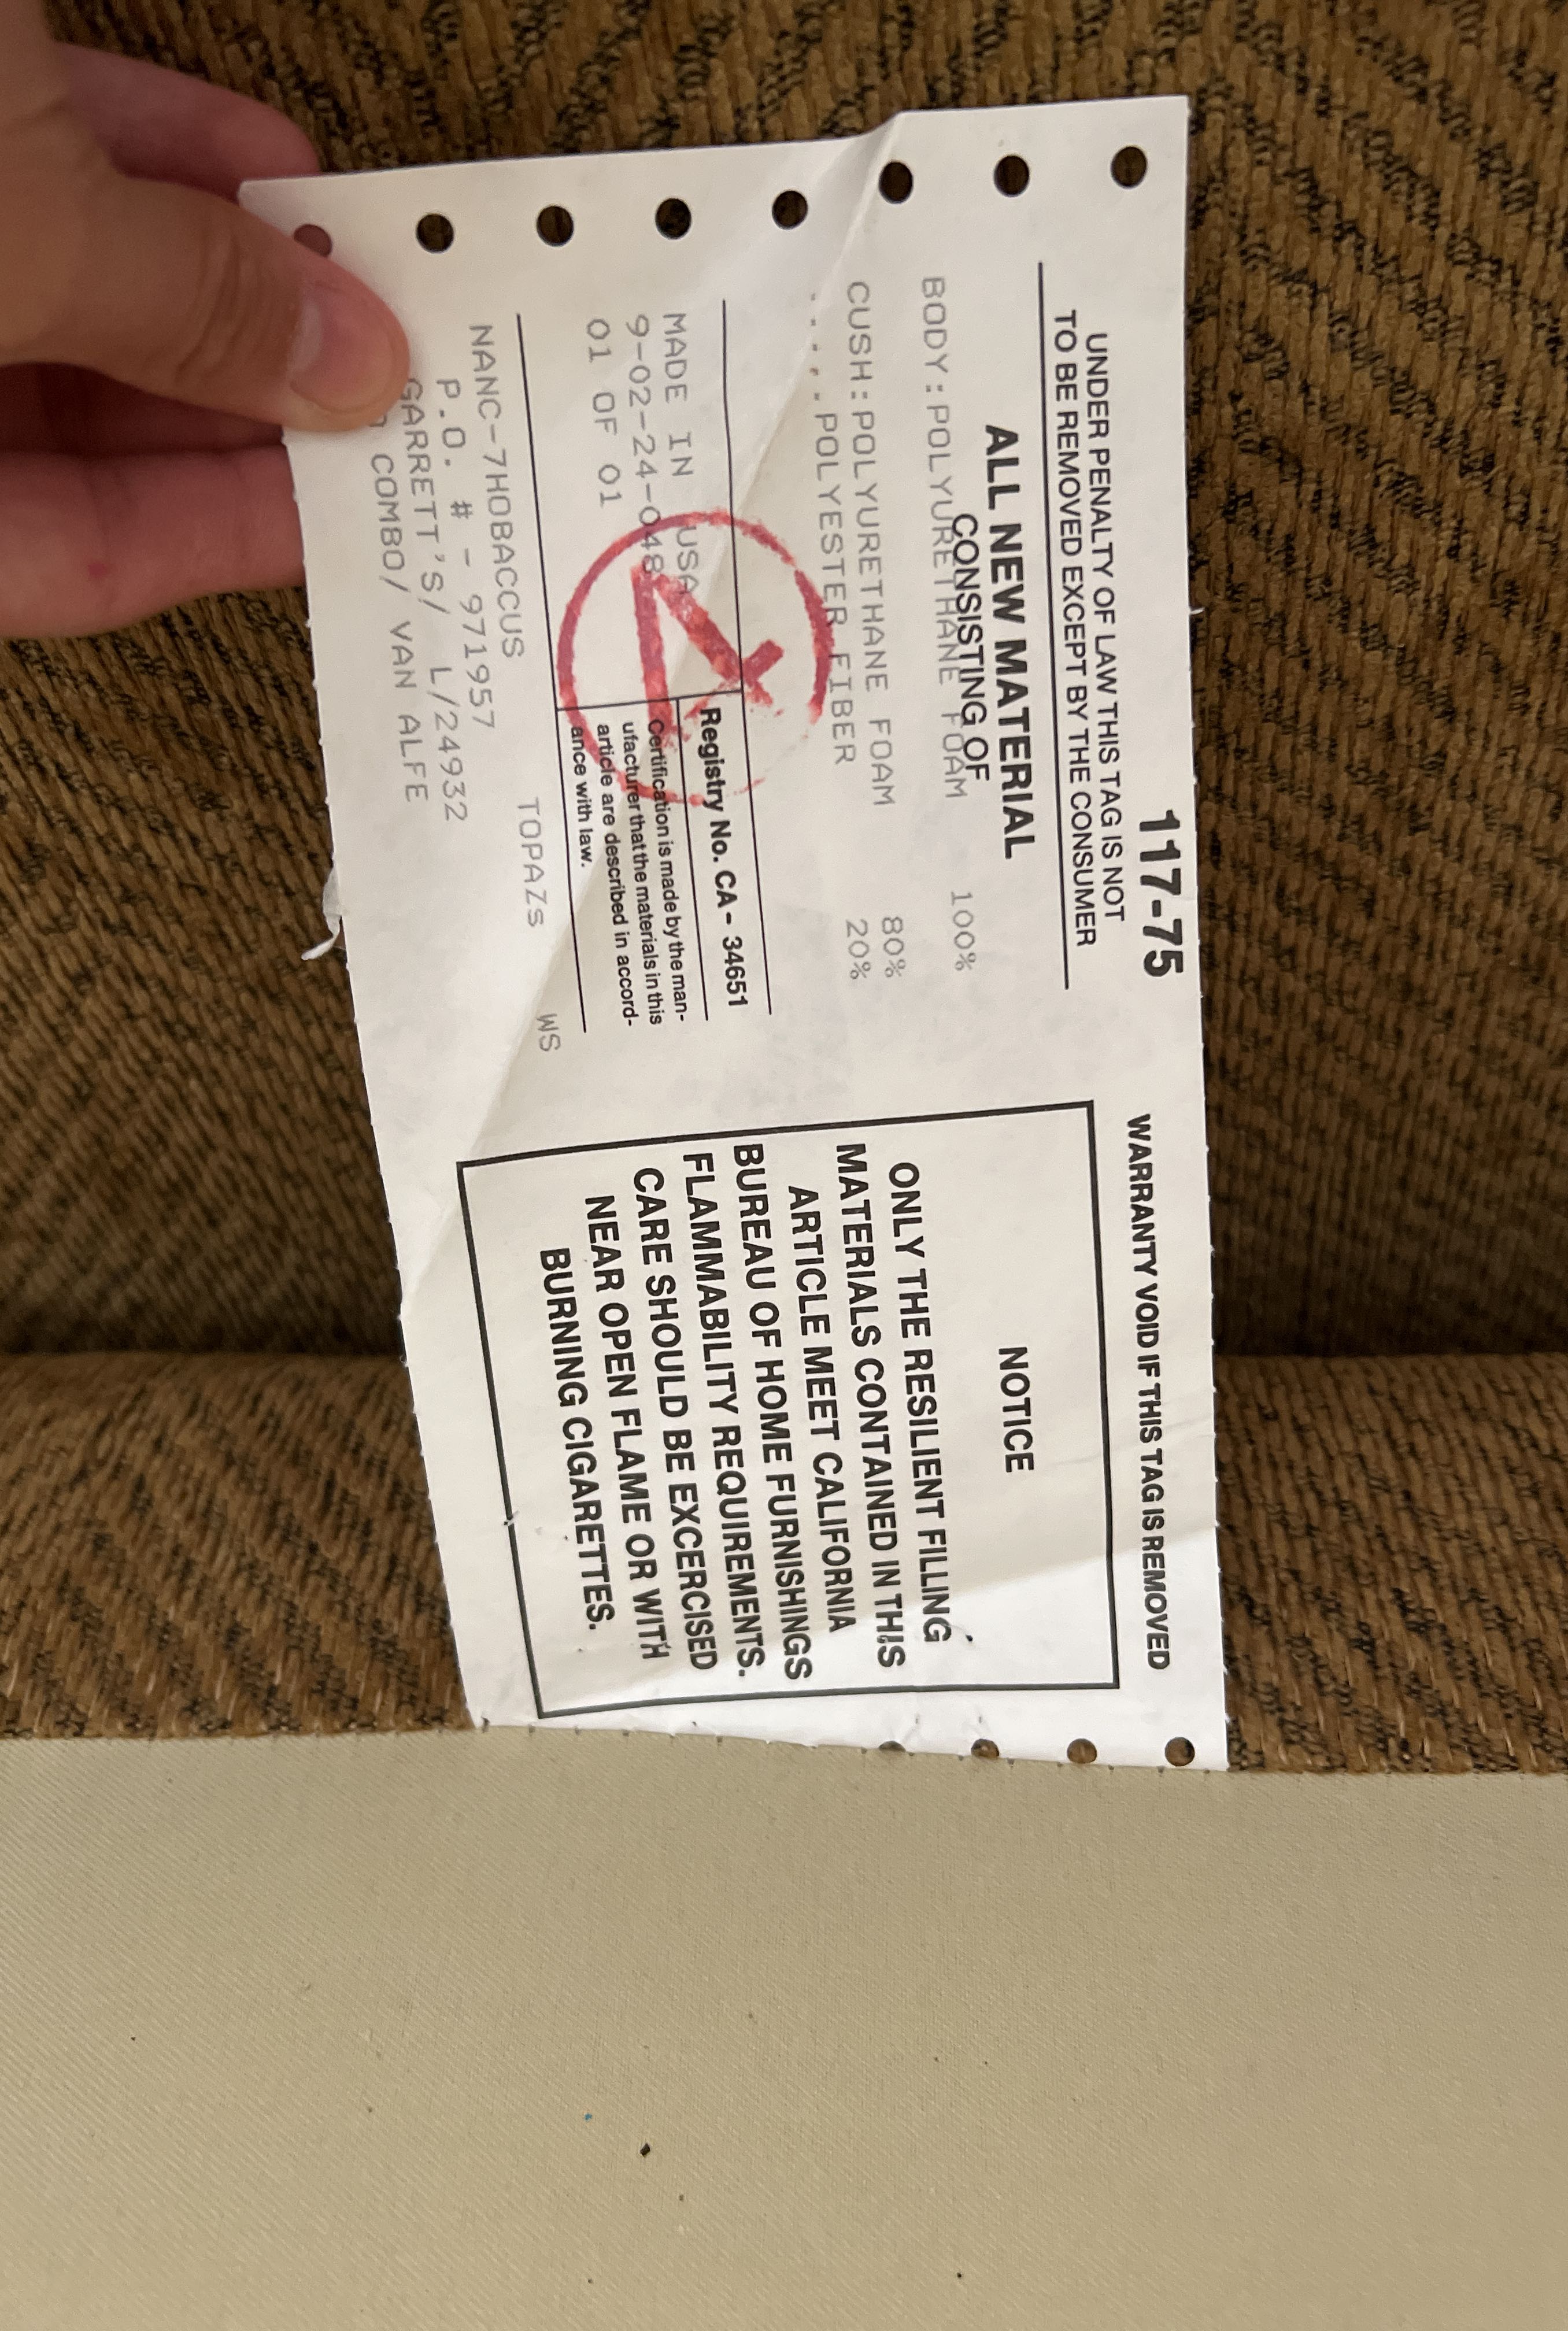 117-75
UNDER PENALTY OF LAW THIS TAG IS NOT
TO BE REMOVED EXCEPT BY THE CONSUMER
ALL NEW MATERIAL
CONSISTING OF
BODY:POLYURETHANE FOAM 100%
CUSH:POLYURETHANE FOAM 80%
.....POLYESTER FIBER 20%
MADE IN USA
9-02-24-048
01 OF 01
Registry No. CA - 34651
Certification is made by the man-
ufacturer that the materials in this
article are described in accord-
ance with law.
TOPAZS WS
NANC-7HOBACCUS
P.O. # - 971957
GARRETT'S/ L/24932
COMBO/ VAN ALFE
WARRANTY VOID IF THIS TAG IS REMOVED
NOTICE
ONLY THE RESILIENT FILLING
MATERIALS CONTAINED IN THIS
ARTICLE MEET CALIFORNIA
BUREAU OF HOME FURNISHINGS
FLAMMABILITY REQUIREMENTS.
CARE SHOULD BE EXCERCISED
NEAR OPEN FLAME OR WITH
BURNING CIGARETTES.